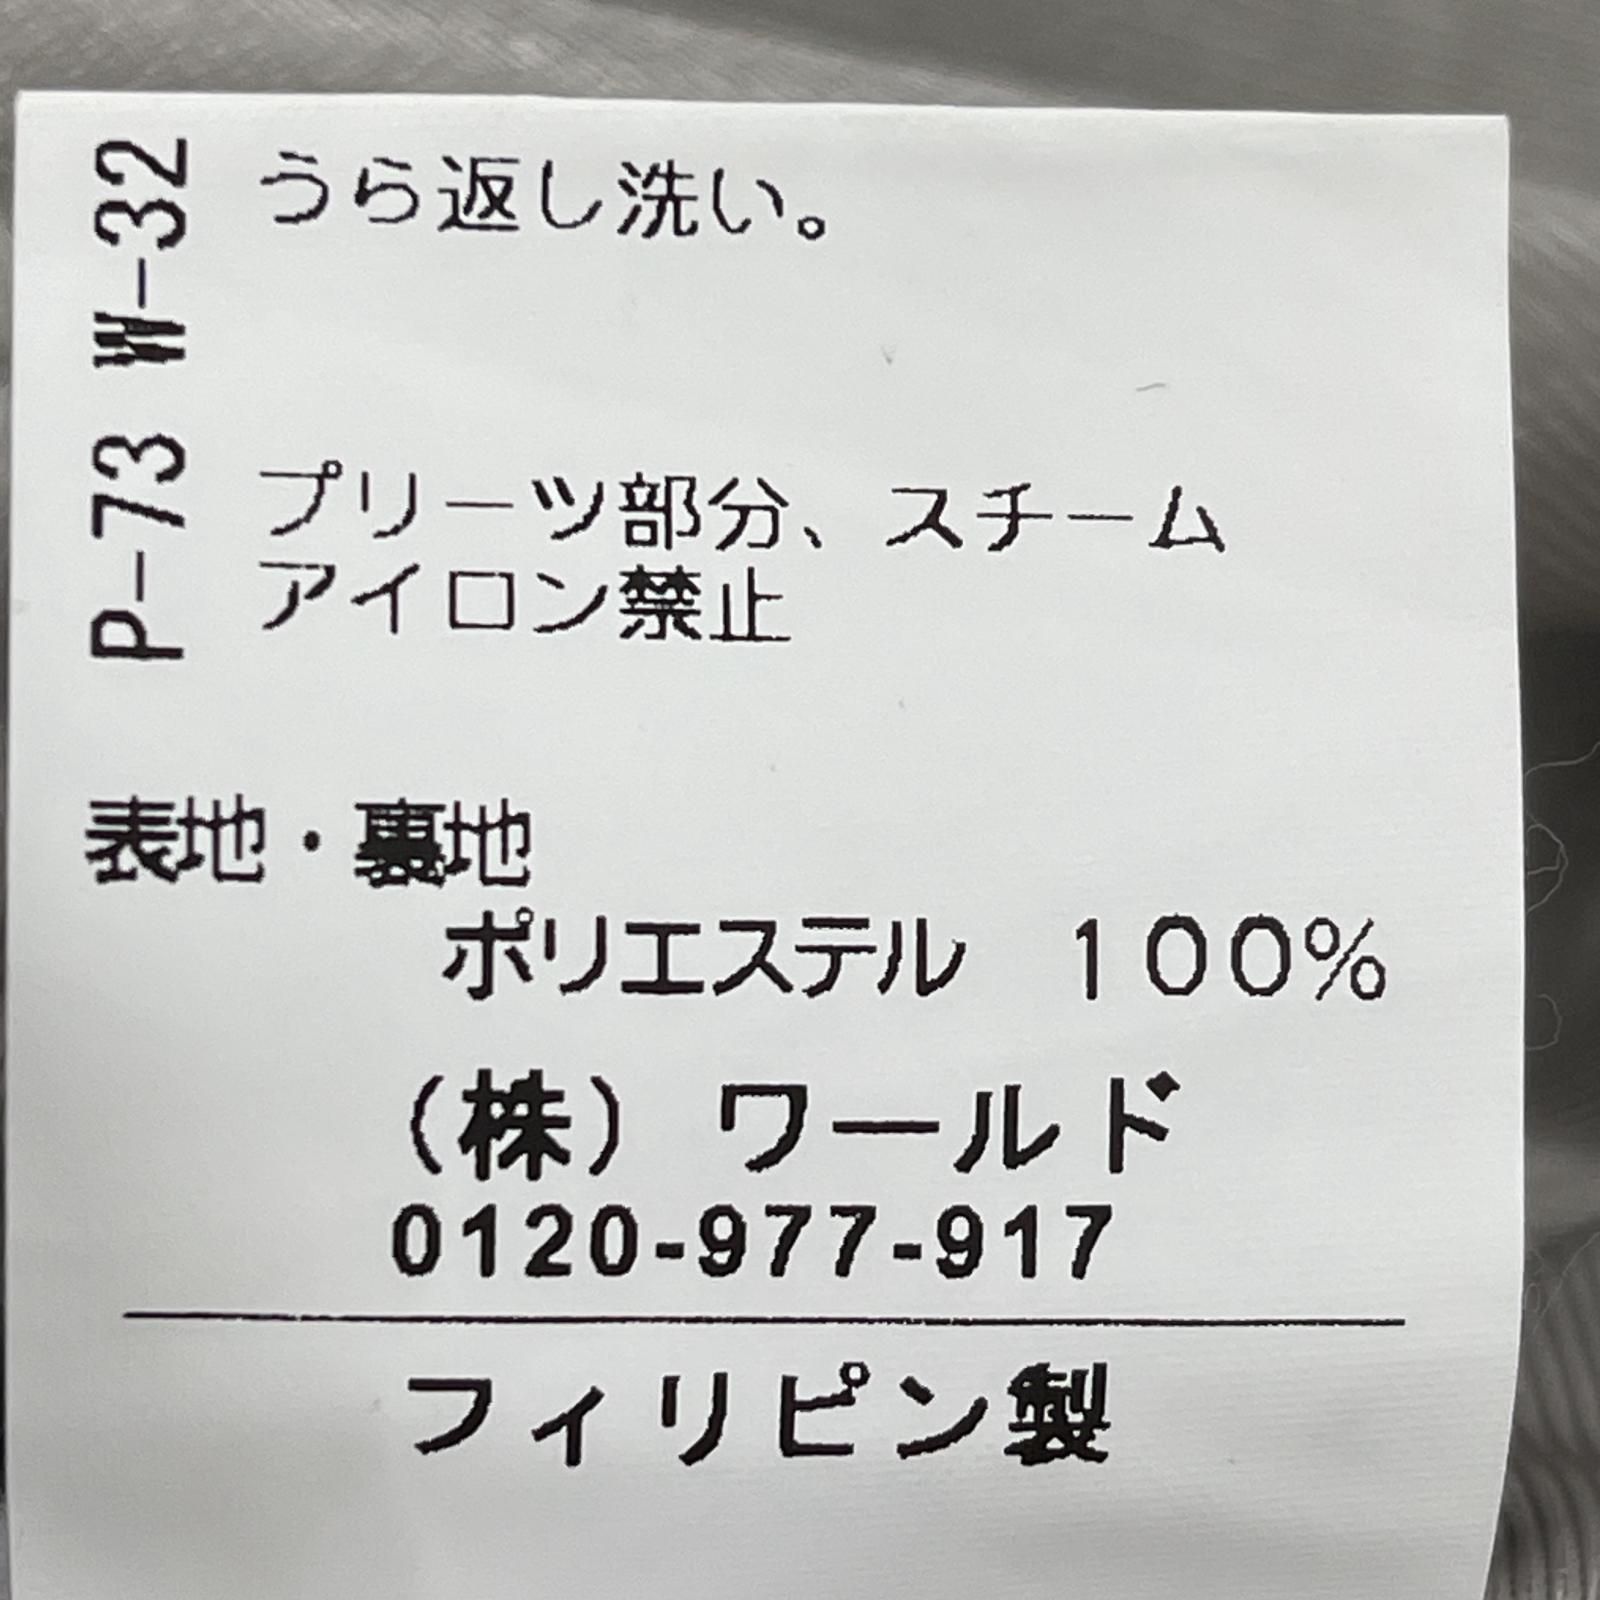 P-73 W-32
うら返し洗い。
プリーツ部分、スチーム
アイロン禁止
表地・裏地
ポリエステル 100%
(株) ワールド
0120-977-917
フィリピン製